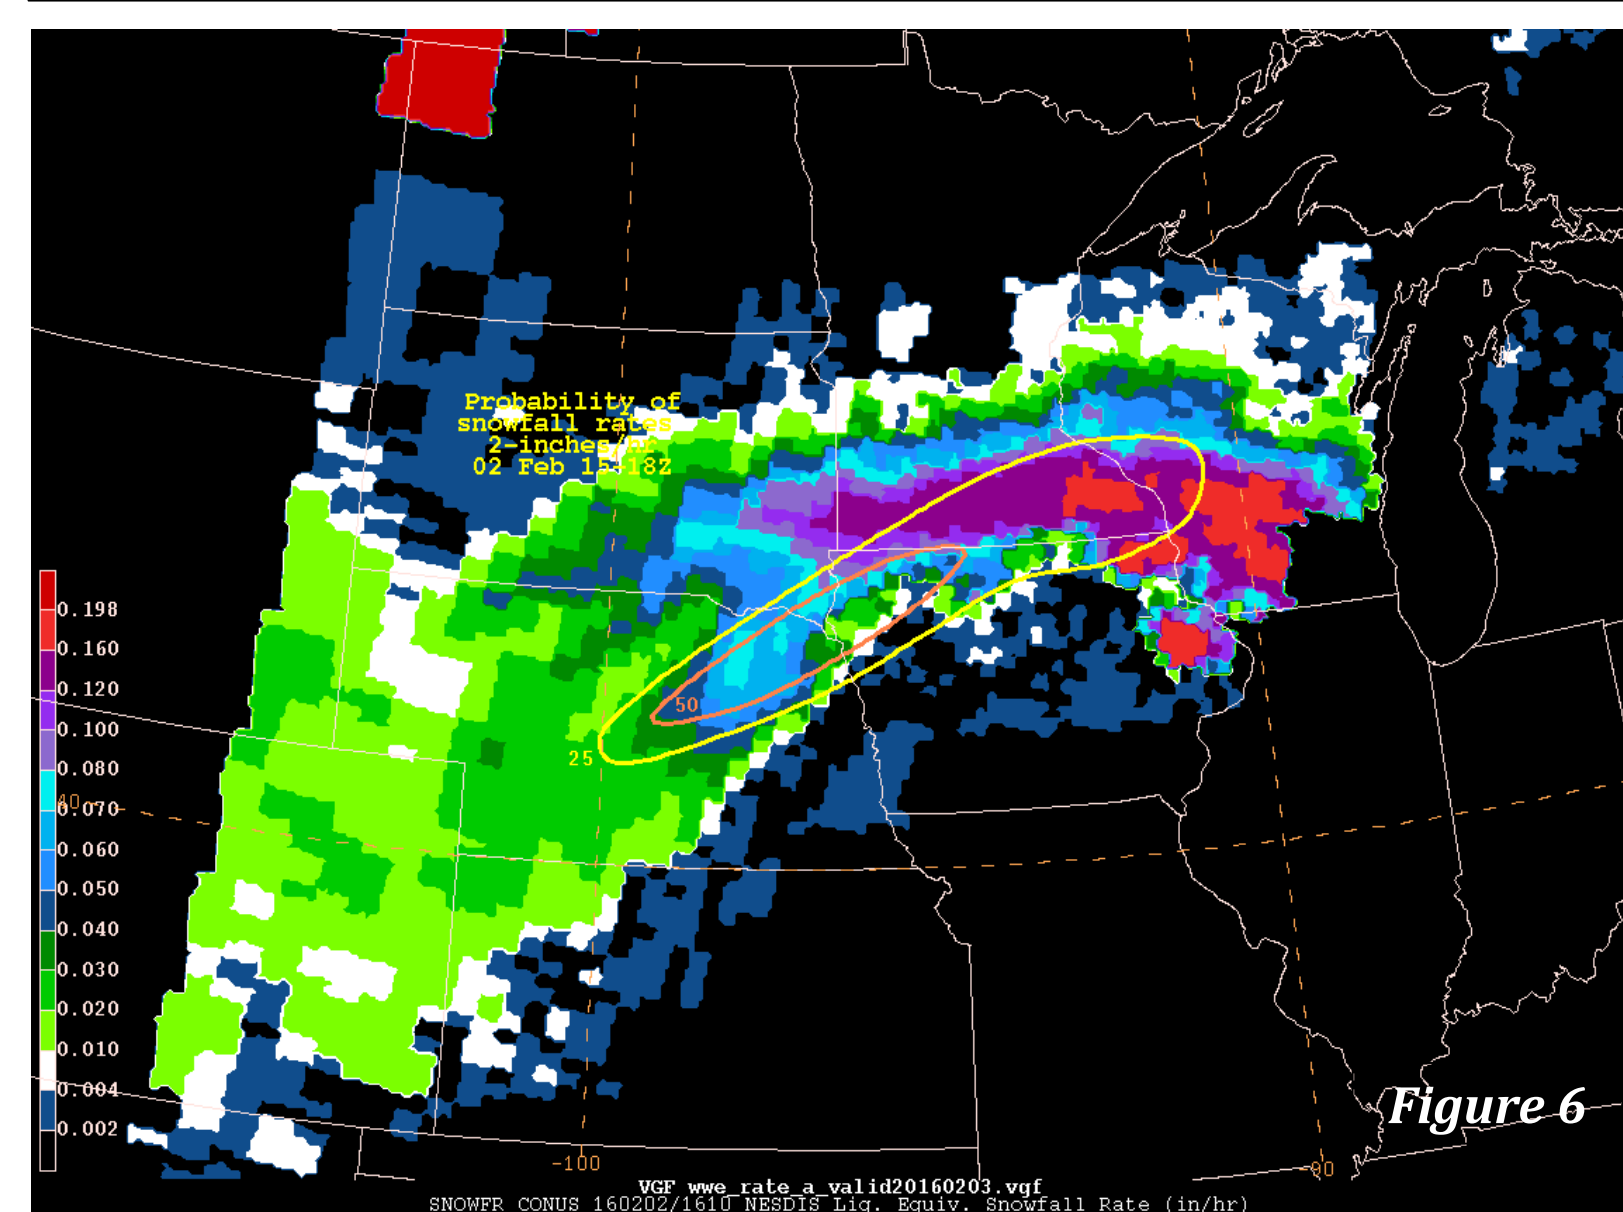 Probability of
snowfall rates
2-inches/hr
02 Feb 15-18Z
50
25
0.198
0.160
0.120
0.100
0.080
0.070
0.060
0.050
0.040
0.030
0.020
0.010
0.004
0.002
40
-100
-90
Figure 6
VGF wwe_rate_a_valid20160203.vgf
SNOWFR CONUS 160202/1610 NESDIS Liq. Equiv. Snowfall Rate (in/hr)